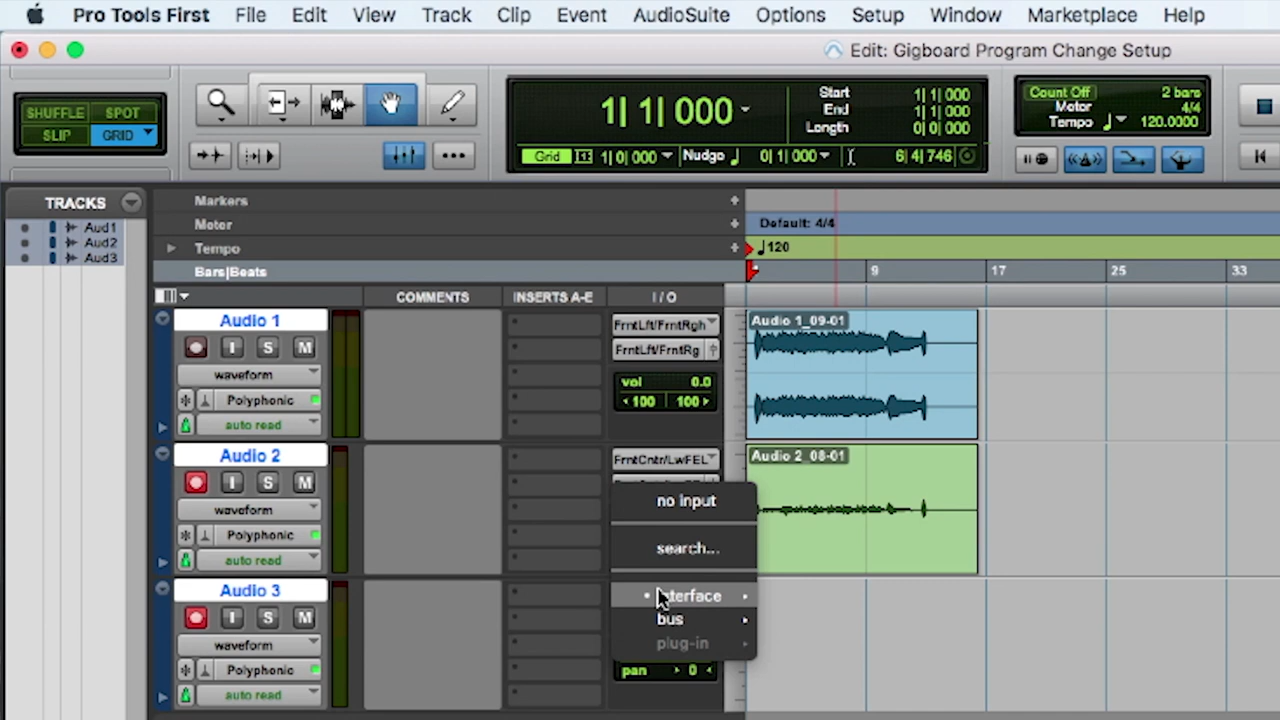 Pro Tools First File Edit View Track Clip Event AudioSuite Options Setup Window Marketplace Help
Edit: Gigboard Program Change Setup
SHUFFLE SPOT
SLIP GRID
1| 1| 000
Start 1| 1| 000
End 1| 1| 000
Length 0| 0| 000
Grid 1| 0| 000 Nudge 0| 1| 000 6| 4| 746
Count Off 2 bars
Meter 4/4
Tempo 120.0000
TRACKS
Aud1
Aud2
Aud3
Markers
Meter Default: 4/4
Tempo 120
Bars|Beats 9 17 25 33
COMMENTS INSERTS A-E I / O
Audio 1 FrntLft/FrntRgh Audio 1_09-01
I S M FrntLft/FrntRg
waveform vol 0.0
Polyphonic 100 100
auto read
Audio 2 FrntCntr/LwFEL Audio 2_08-01
I S M
waveform
Polyphonic
auto read
no input
search...
interface
bus
plug-in
Audio 3
I S M
waveform
Polyphonic pan 0
auto read